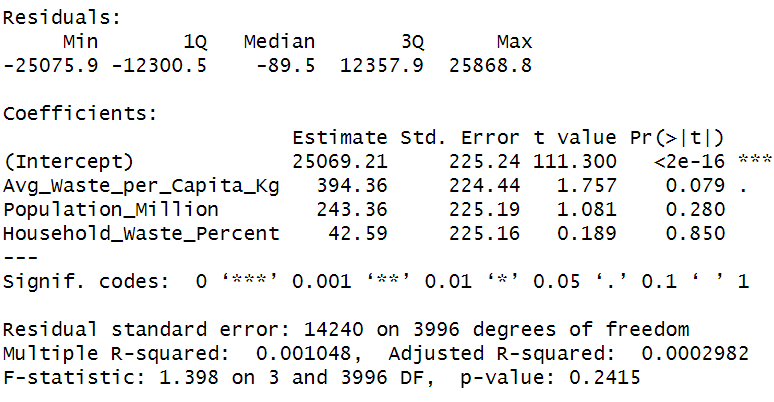 Residuals:
     Min       1Q   Median       3Q      Max
-25075.9 -12300.5    -89.5  12357.9  25868.8

Coefficients:
                        Estimate Std. Error t value Pr(>|t|)
(Intercept)             25069.21     225.24 111.300   <2e-16 ***
Avg_Waste_per_Capita_Kg   394.36     224.44   1.757    0.079 .
Population_Million        243.36     225.19   1.081    0.280
Household_Waste_Percent    42.59     225.16   0.189    0.850
---
Signif. codes:  0 ‘***’ 0.001 ‘**’ 0.01 ‘*’ 0.05 ‘.’ 0.1 ‘ ’ 1

Residual standard error: 14240 on 3996 degrees of freedom
Multiple R-squared:  0.001048,  Adjusted R-squared:  0.0002982
F-statistic: 1.398 on 3 and 3996 DF,  p-value: 0.2415